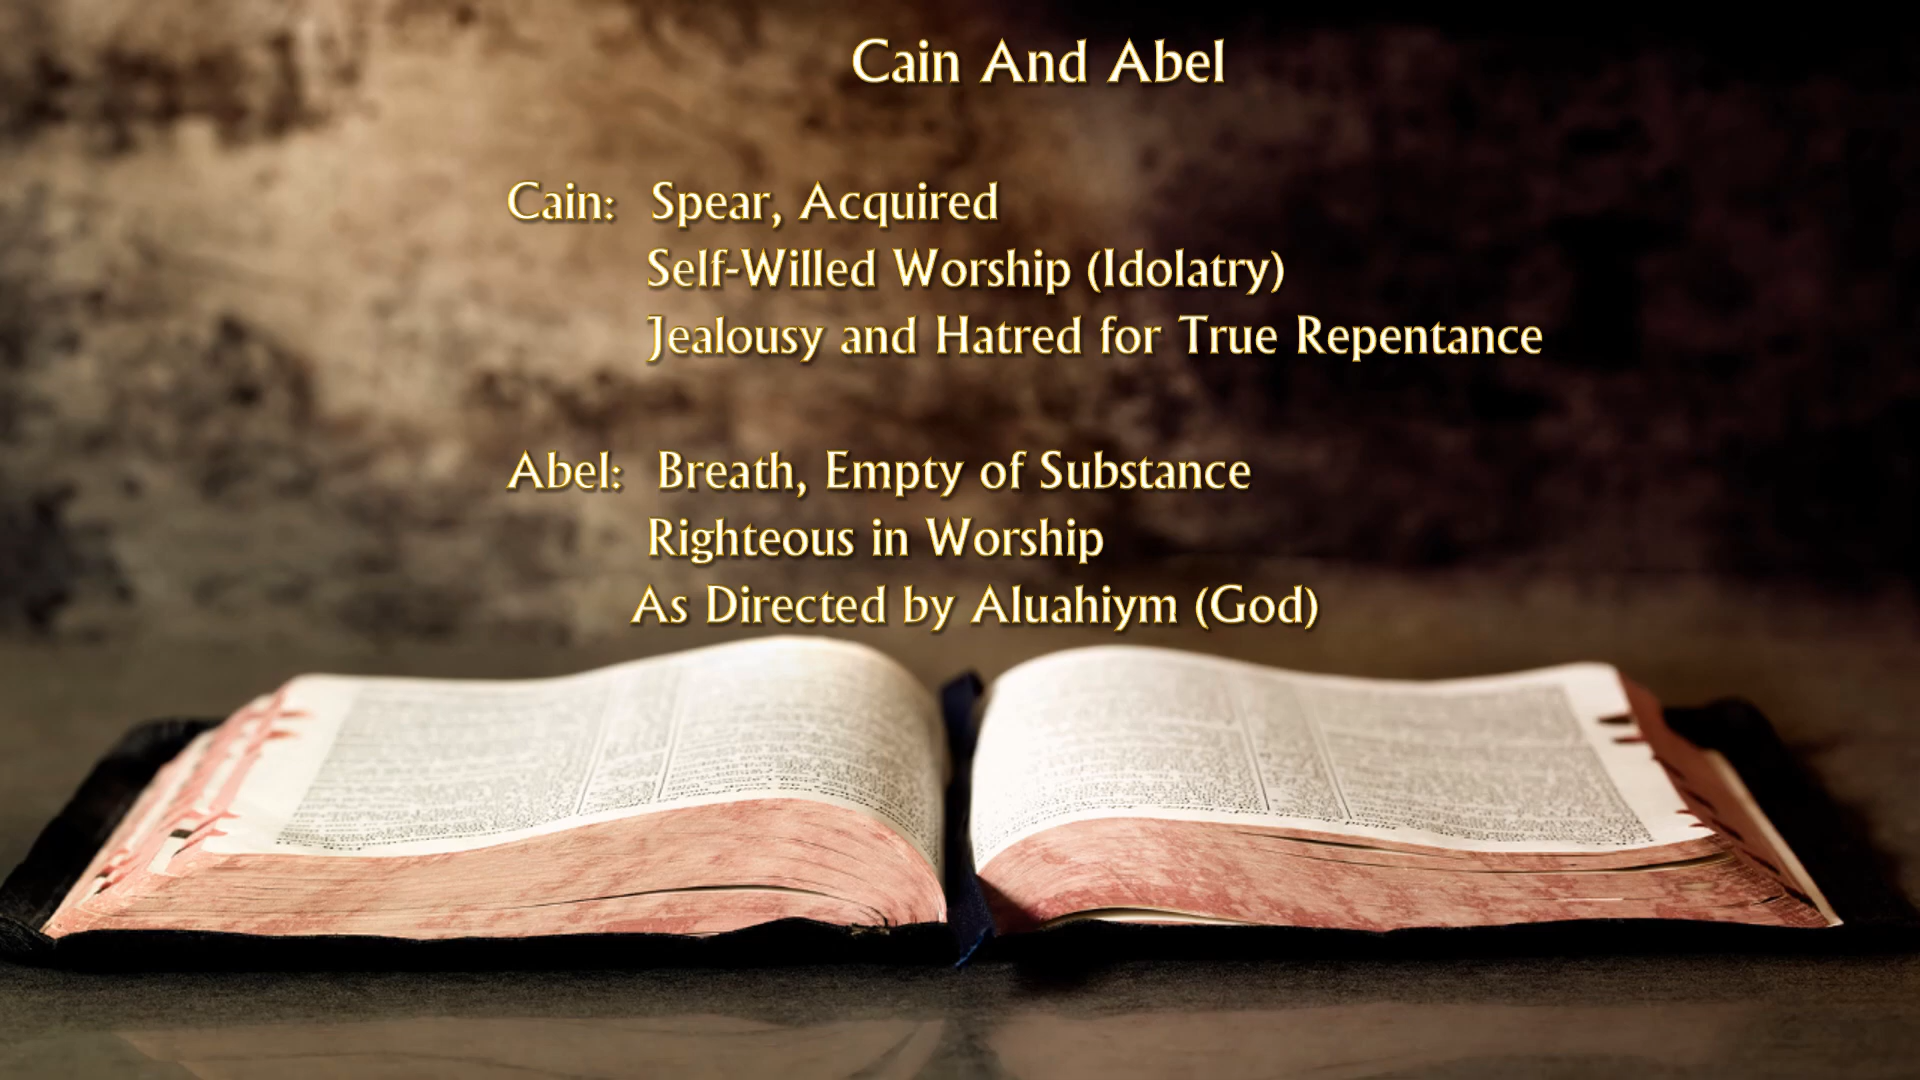 Cain And Abel
Cain: Spear, Acquired
Self-Willed Worship (Idolatry)
Jealousy and Hatred for True Repentance
Abel: Breath, Empty of Substance
Righteous in Worship
As Directed by Aluahiym (God)